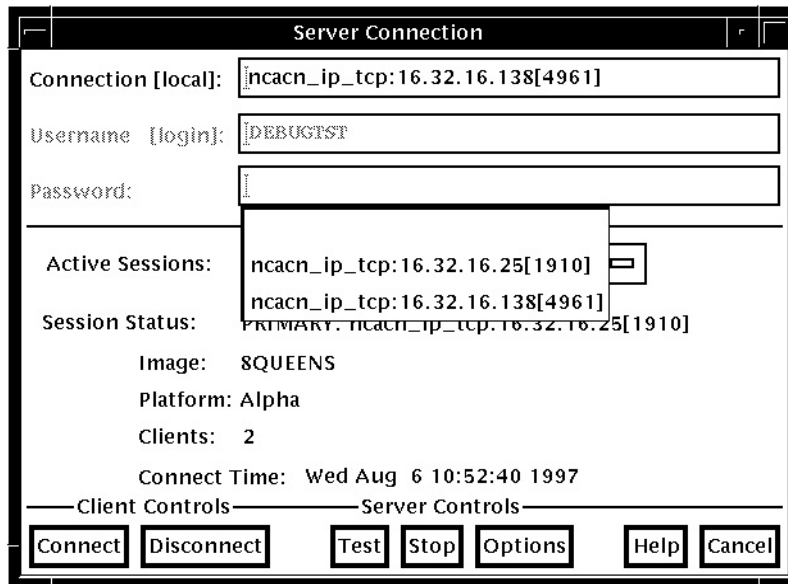 Server Connection
Connection [local]: ncacn_ip_tcp:16.32.16.138[4961]
Username [login]: DEBUGTST
Password:
Active Sessions:
ncacn_ip_tcp:16.32.16.25[1910]
ncacn_ip_tcp:16.32.16.138[4961]
Session Status: PRIMARY: ncacn_ip_tcp:16.32.16.25[1910]
Image: 8QUEENS
Platform: Alpha
Clients: 2
Connect Time: Wed Aug 6 10:52:40 1997
Client Controls Server Controls
Connect Disconnect Test Stop Options Help Cancel